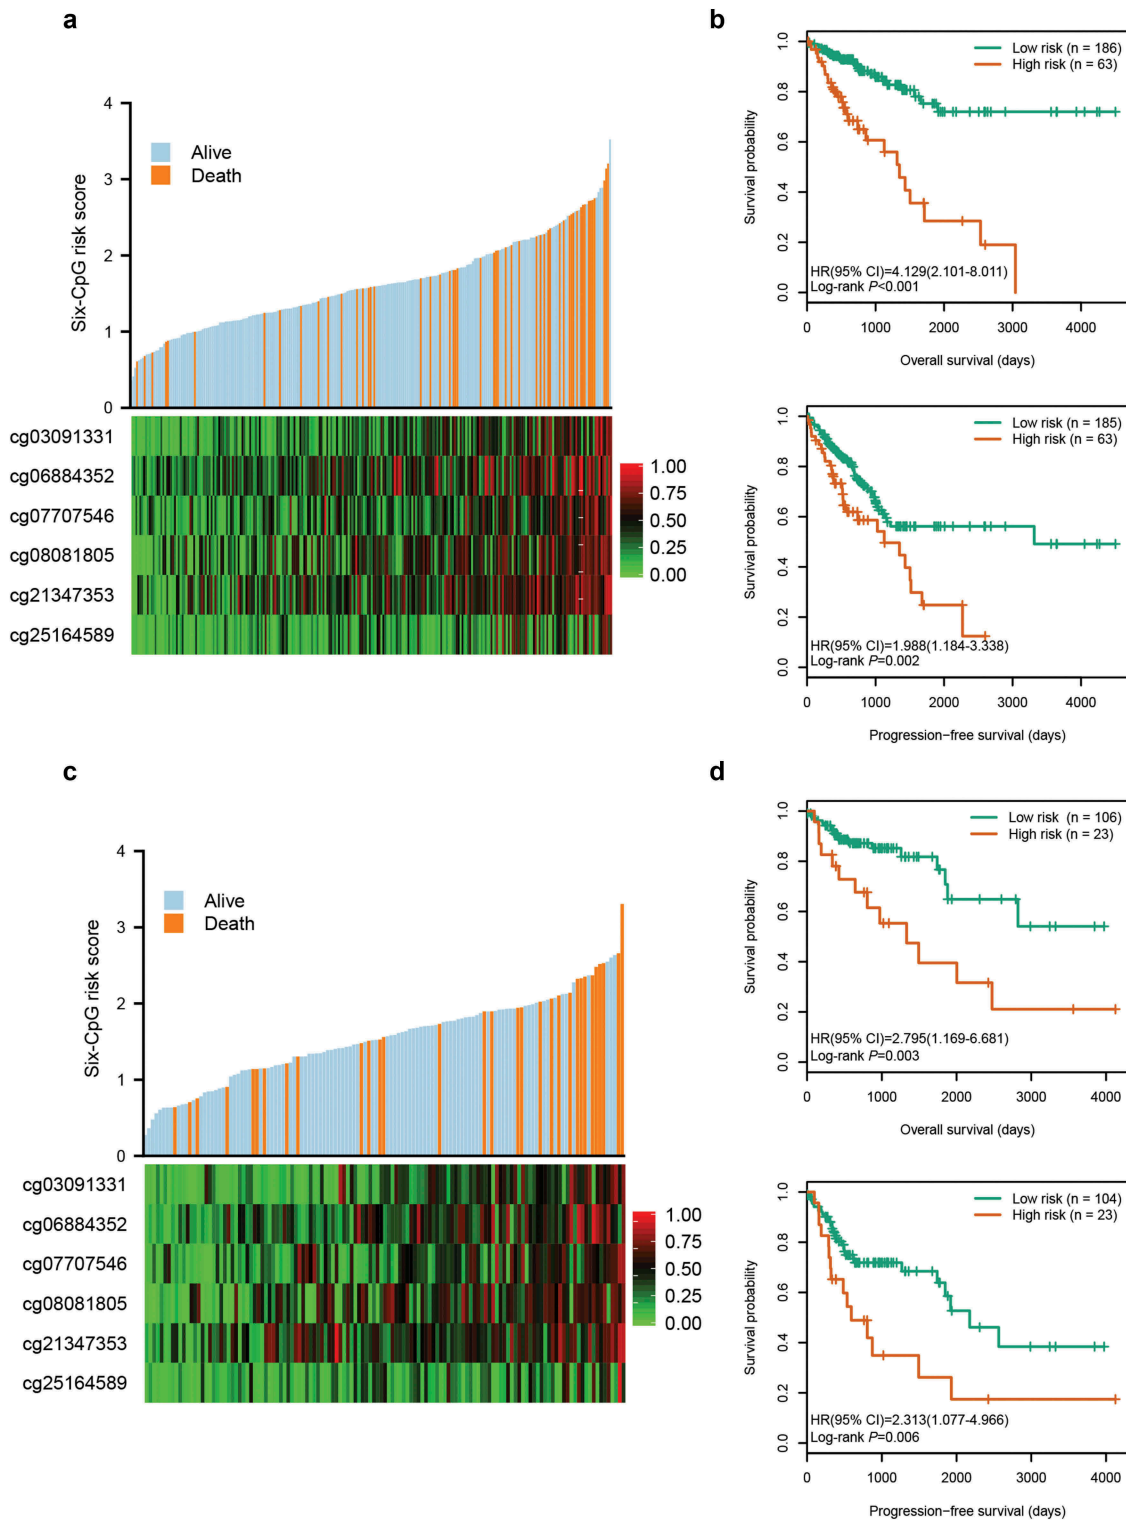 a
4
3
2
1
0
Six-CpG risk score
Alive
Death
cg03091331
cg06884352
cg07707546
cg08081805
cg21347353
cg25164589
1.00
0.75
0.50
0.25
0.00
b
1.0
0.8
0.6
0.4
0.2
0.0
Survival probability
Low risk (n = 186)
High risk (n = 63)
HR(95% CI)=4.129(2.101-8.011)
Log-rank P<0.001
0 1000 2000 3000 4000
Overall survival (days)
1.0
0.8
0.6
0.4
0.2
0.0
Survival probability
Low risk (n = 185)
High risk (n = 63)
HR(95% CI)=1.988(1.184-3.338)
Log-rank P=0.002
0 1000 2000 3000 4000
Progression−free survival (days)
c
4
3
2
1
0
Six-CpG risk score
Alive
Death
cg03091331
cg06884352
cg07707546
cg08081805
cg21347353
cg25164589
1.00
0.75
0.50
0.25
0.00
d
1.0
0.8
0.6
0.4
0.2
0.0
Survival probability
Low risk (n = 106)
High risk (n = 23)
HR(95% CI)=2.795(1.169-6.681)
Log-rank P=0.003
0 1000 2000 3000 4000
Overall survival (days)
1.0
0.8
0.6
0.4
0.2
0.0
Survival probability
Low risk (n = 104)
High risk (n = 23)
HR(95% CI)=2.313(1.077-4.966)
Log-rank P=0.006
0 1000 2000 3000 4000
Progression−free survival (days)